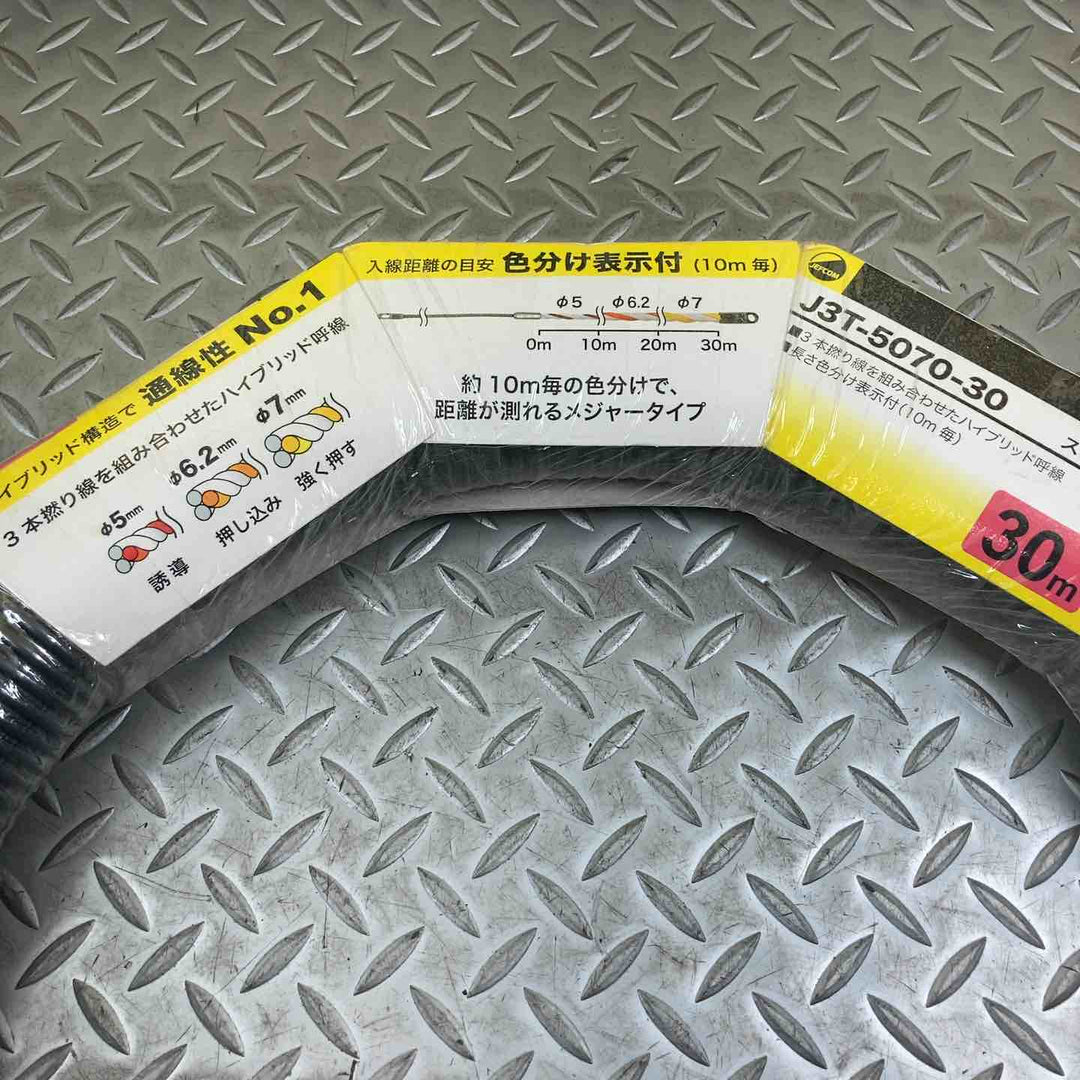 イブリッド構造で 通線性 No.1
3本撚り線を組み合わせたハイブリッド呼線
φ5mm
φ6.2mm
φ7mm
誘導
押し込み
強く押す
入線距離の目安 色分け表示付 (10m 毎)
φ5 φ6.2 φ7
0m 10m 20m 30m
約10m毎の色分けで、
距離が測れるメジャータイプ
JEFCOM
J3T-5070-30
■3本撚り線を組み合わせたハイブリッド呼線
■長さ色分け表示付(10m 毎)
ス
30m